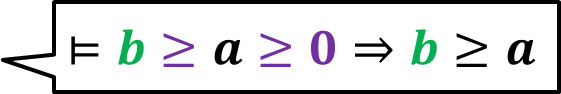 ⊨ b ≥ a ≥ 0 ⇒ b ≥ a